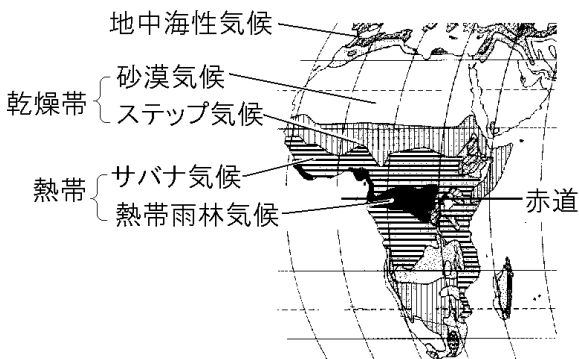 地中海性気候
乾燥帯
砂漠気候
ステップ気候
熱帯
サバナ気候
熱帯雨林気候
赤道